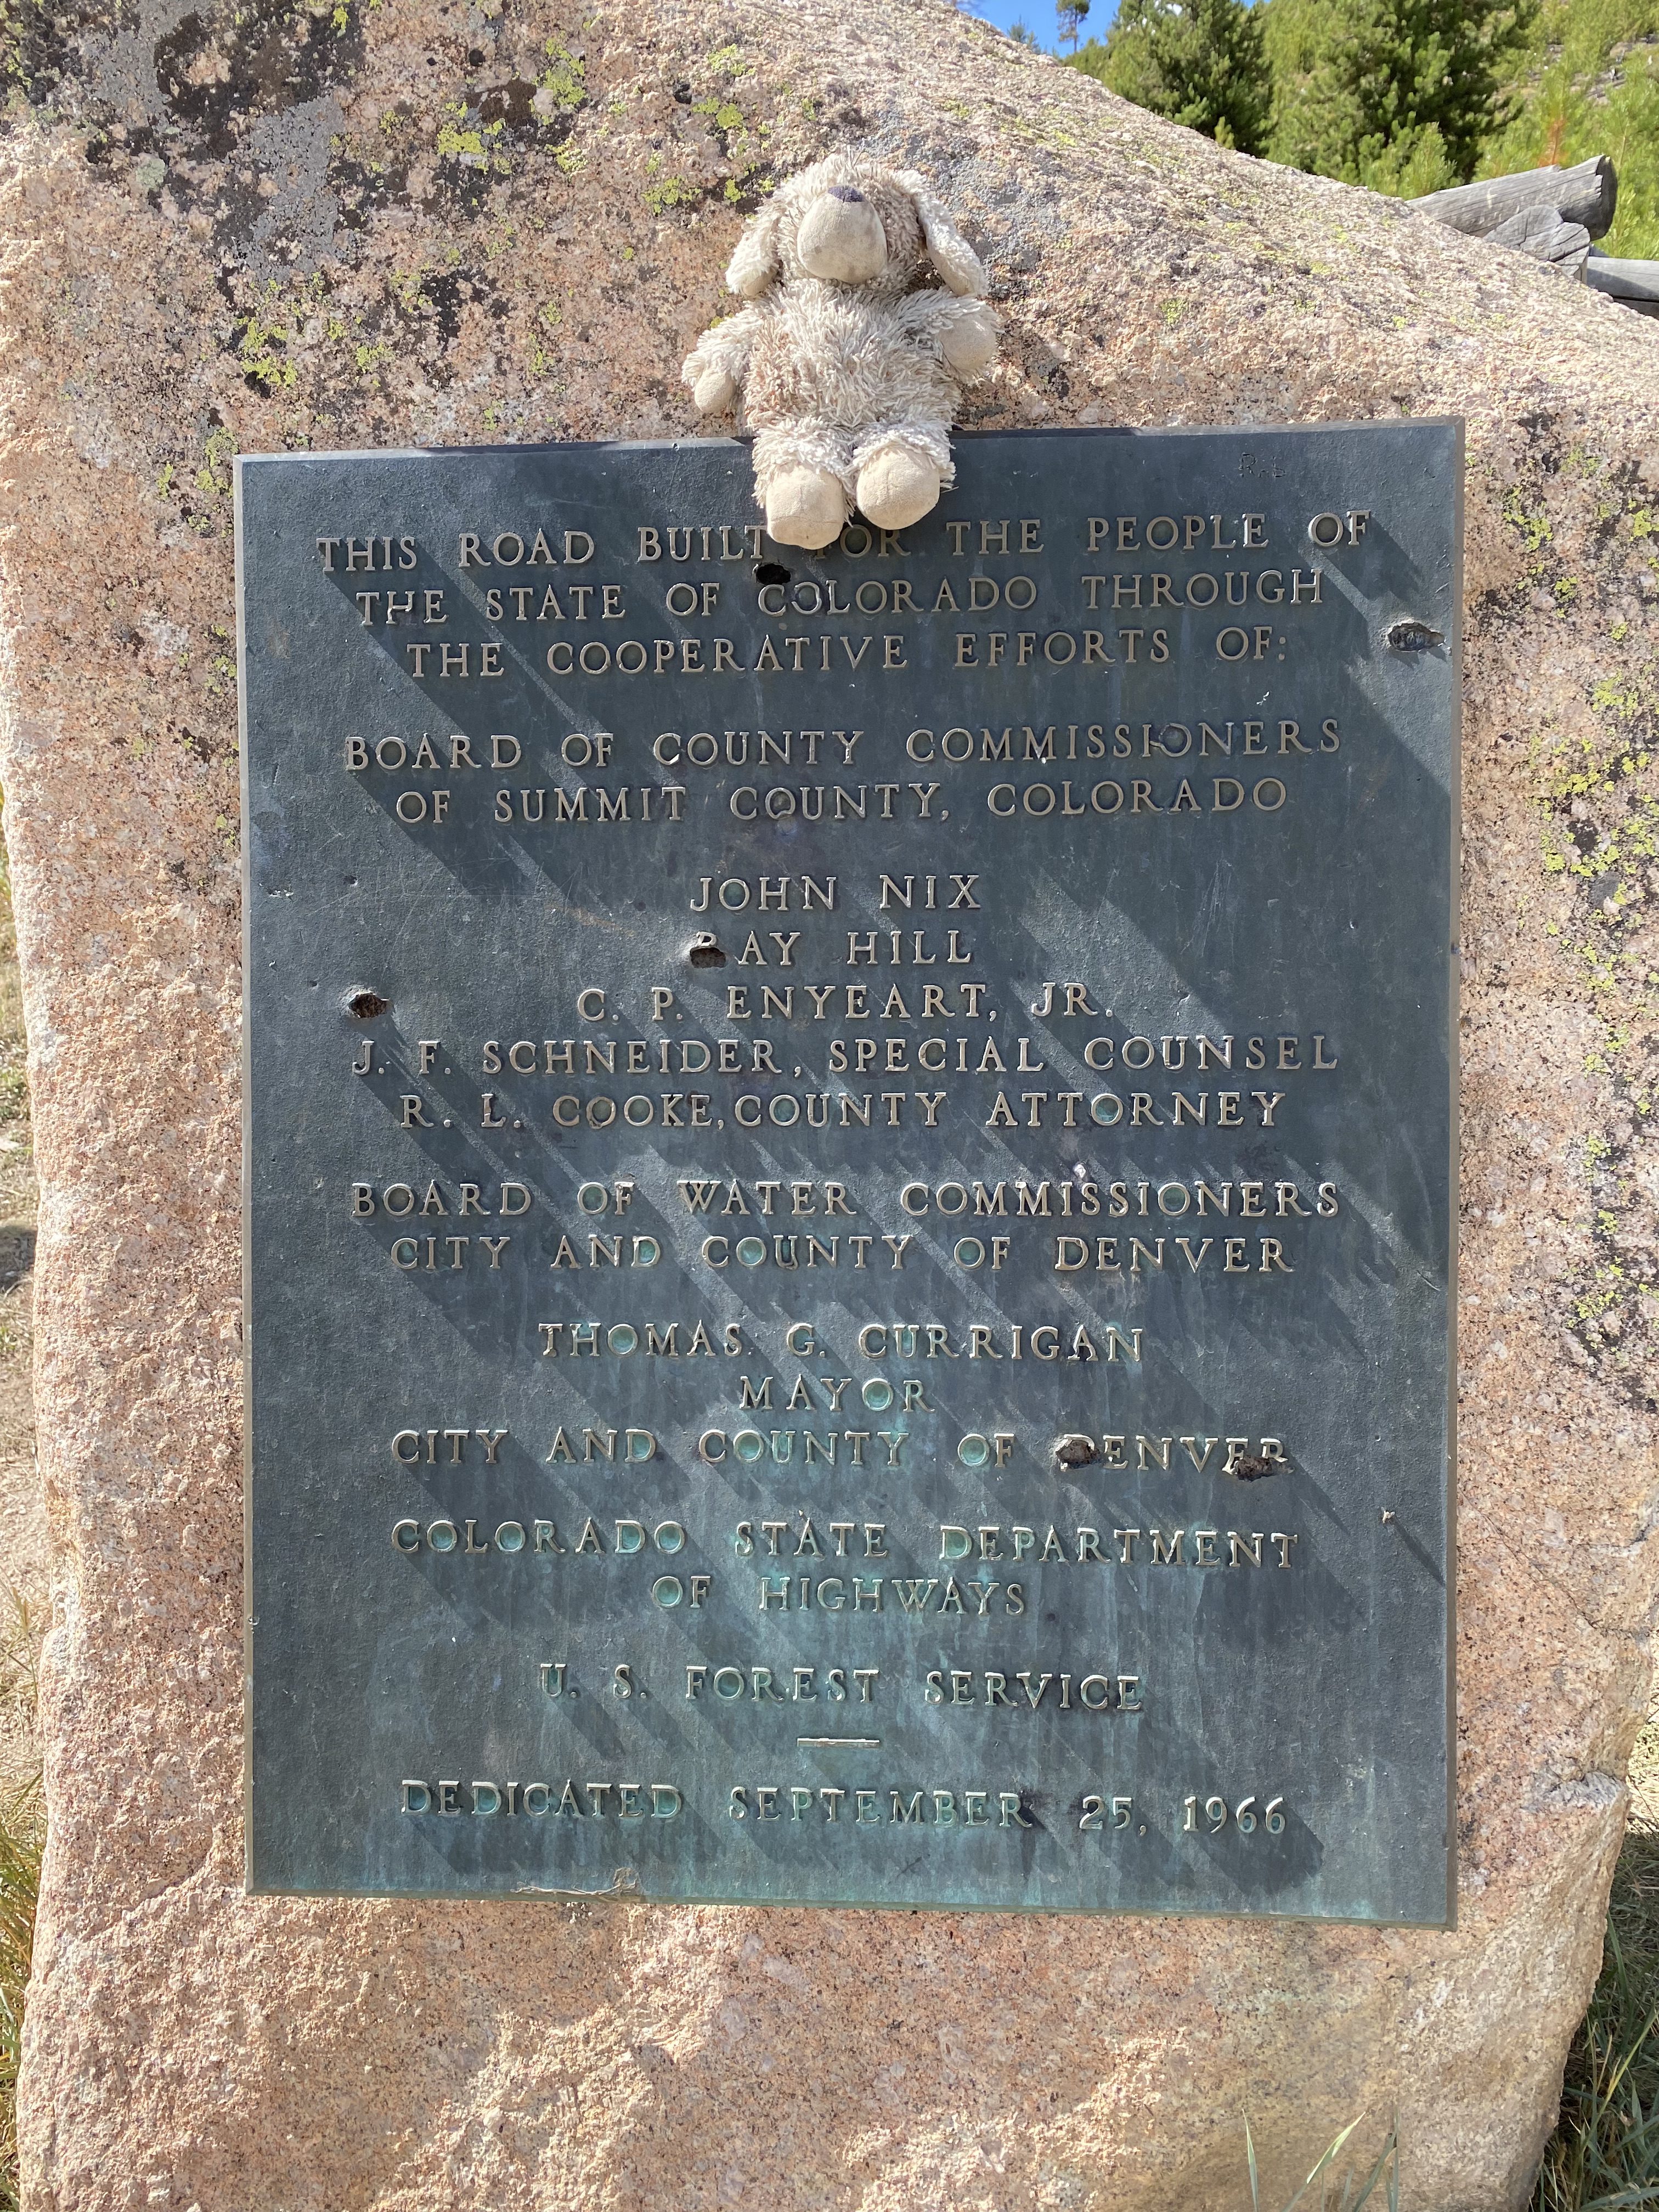 THIS ROAD BUILT FOR THE PEOPLE OF
THE STATE OF COLORADO THROUGH
THE COOPERATIVE EFFORTS OF:
BOARD OF COUNTY COMMISSIONERS
OF SUMMIT COUNTY, COLORADO
JOHN NIX
RAY HILL
C. P. ENYEART, JR.
J. F. SCHNEIDER, SPECIAL COUNSEL
R. L. COOKE, COUNTY ATTORNEY
BOARD OF WATER COMMISSIONERS
CITY AND COUNTY OF DENVER
THOMAS G. CURRIGAN
MAYOR
CITY AND COUNTY OF DENVER
COLORADO STATE DEPARTMENT
OF HIGHWAYS
U. S. FOREST SERVICE
DEDICATED SEPTEMBER 25, 1966